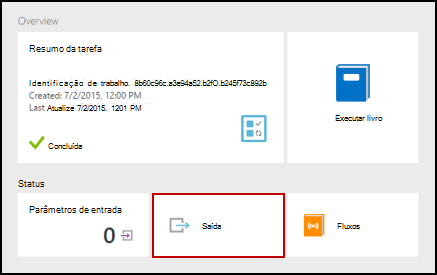 Overview
Resumo da tarefa
Identificação de trabalho. 8b60c96c.a3e94a52.b2fO.b245f73c892b
Created: 7/2/2015, 12:00 PM
Last Atualize 7/2/2015, 1201 PM
Concluída
Executar livro
Status
Parâmetros de entrada
0
Saída
Fluxos